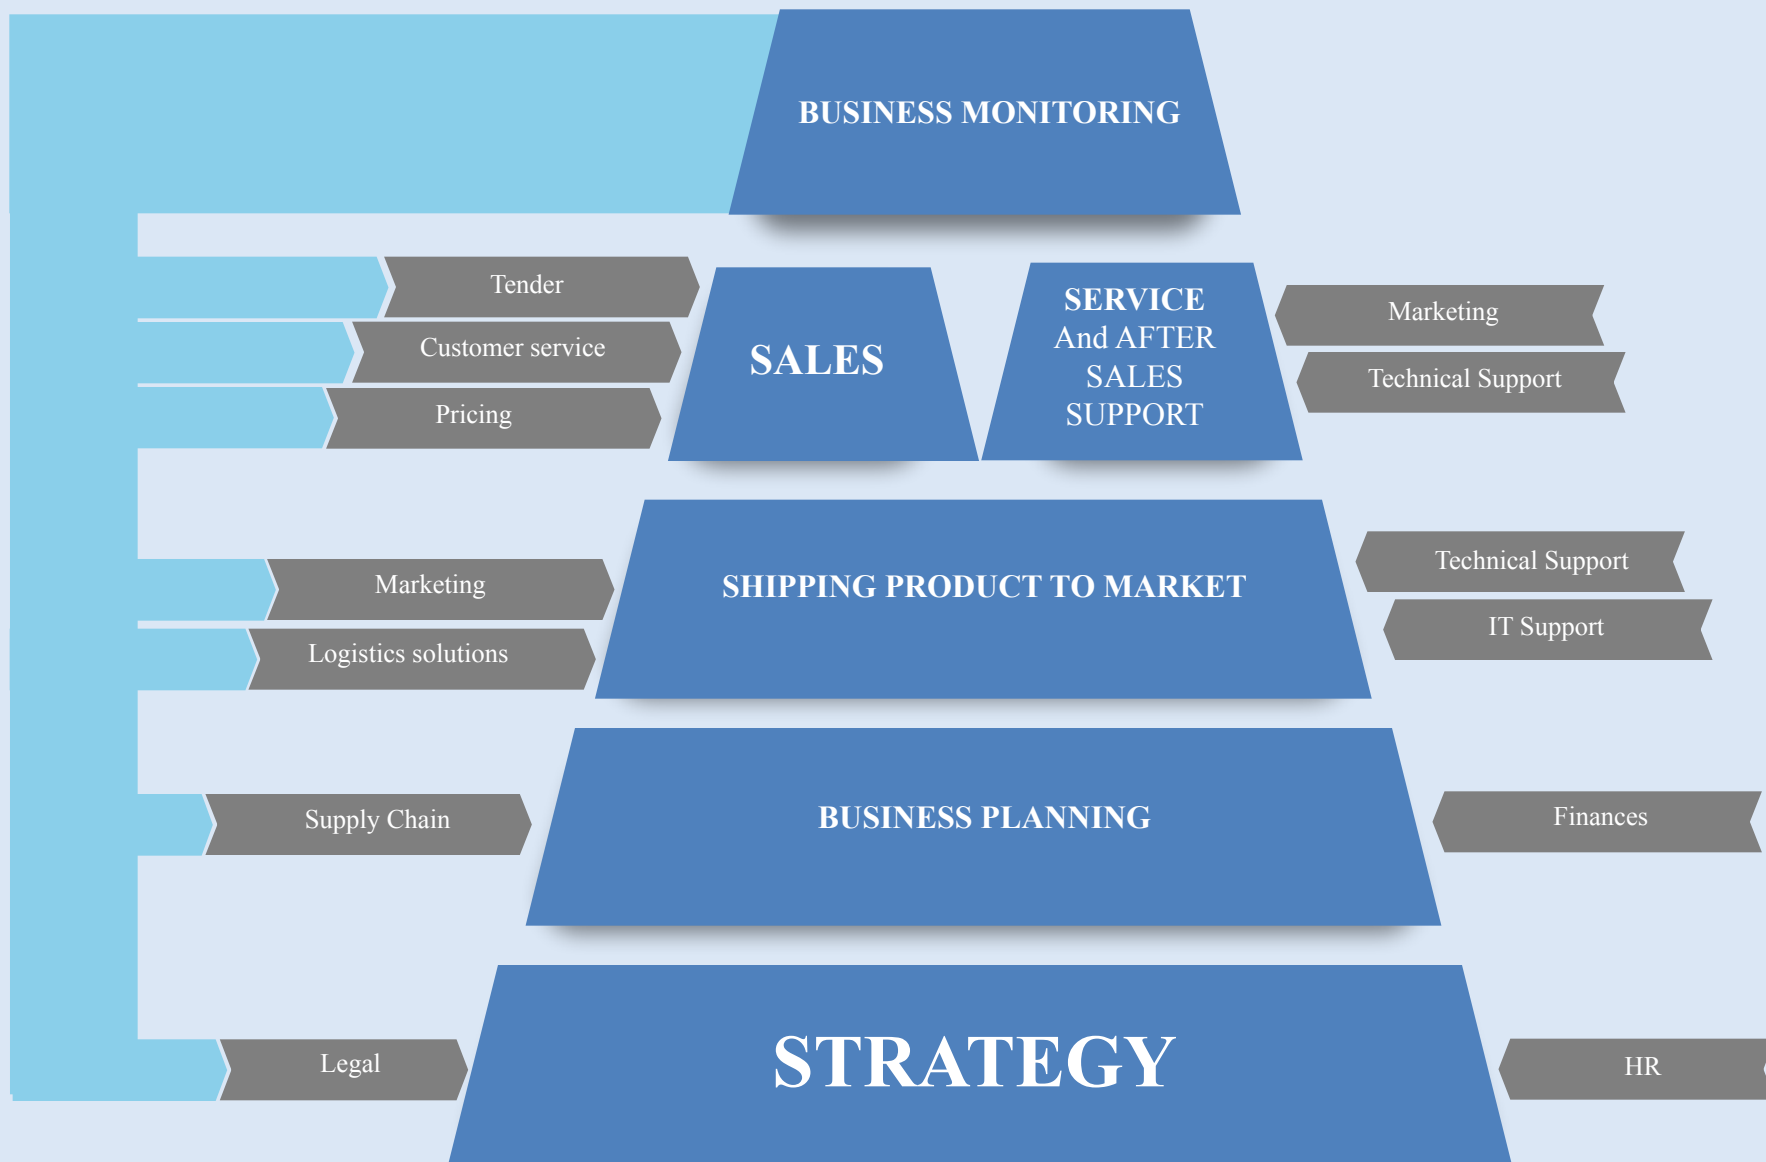 BUSINESS MONITORING
Tender
Customer service
Pricing
SALES
SERVICE
And AFTER
SALES
SUPPORT
Marketing
Technical Support
Marketing
Logistics solutions
SHIPPING PRODUCT TO MARKET
Technical Support
IT Support
Supply Chain
BUSINESS PLANNING
Finances
Legal
STRATEGY
HR